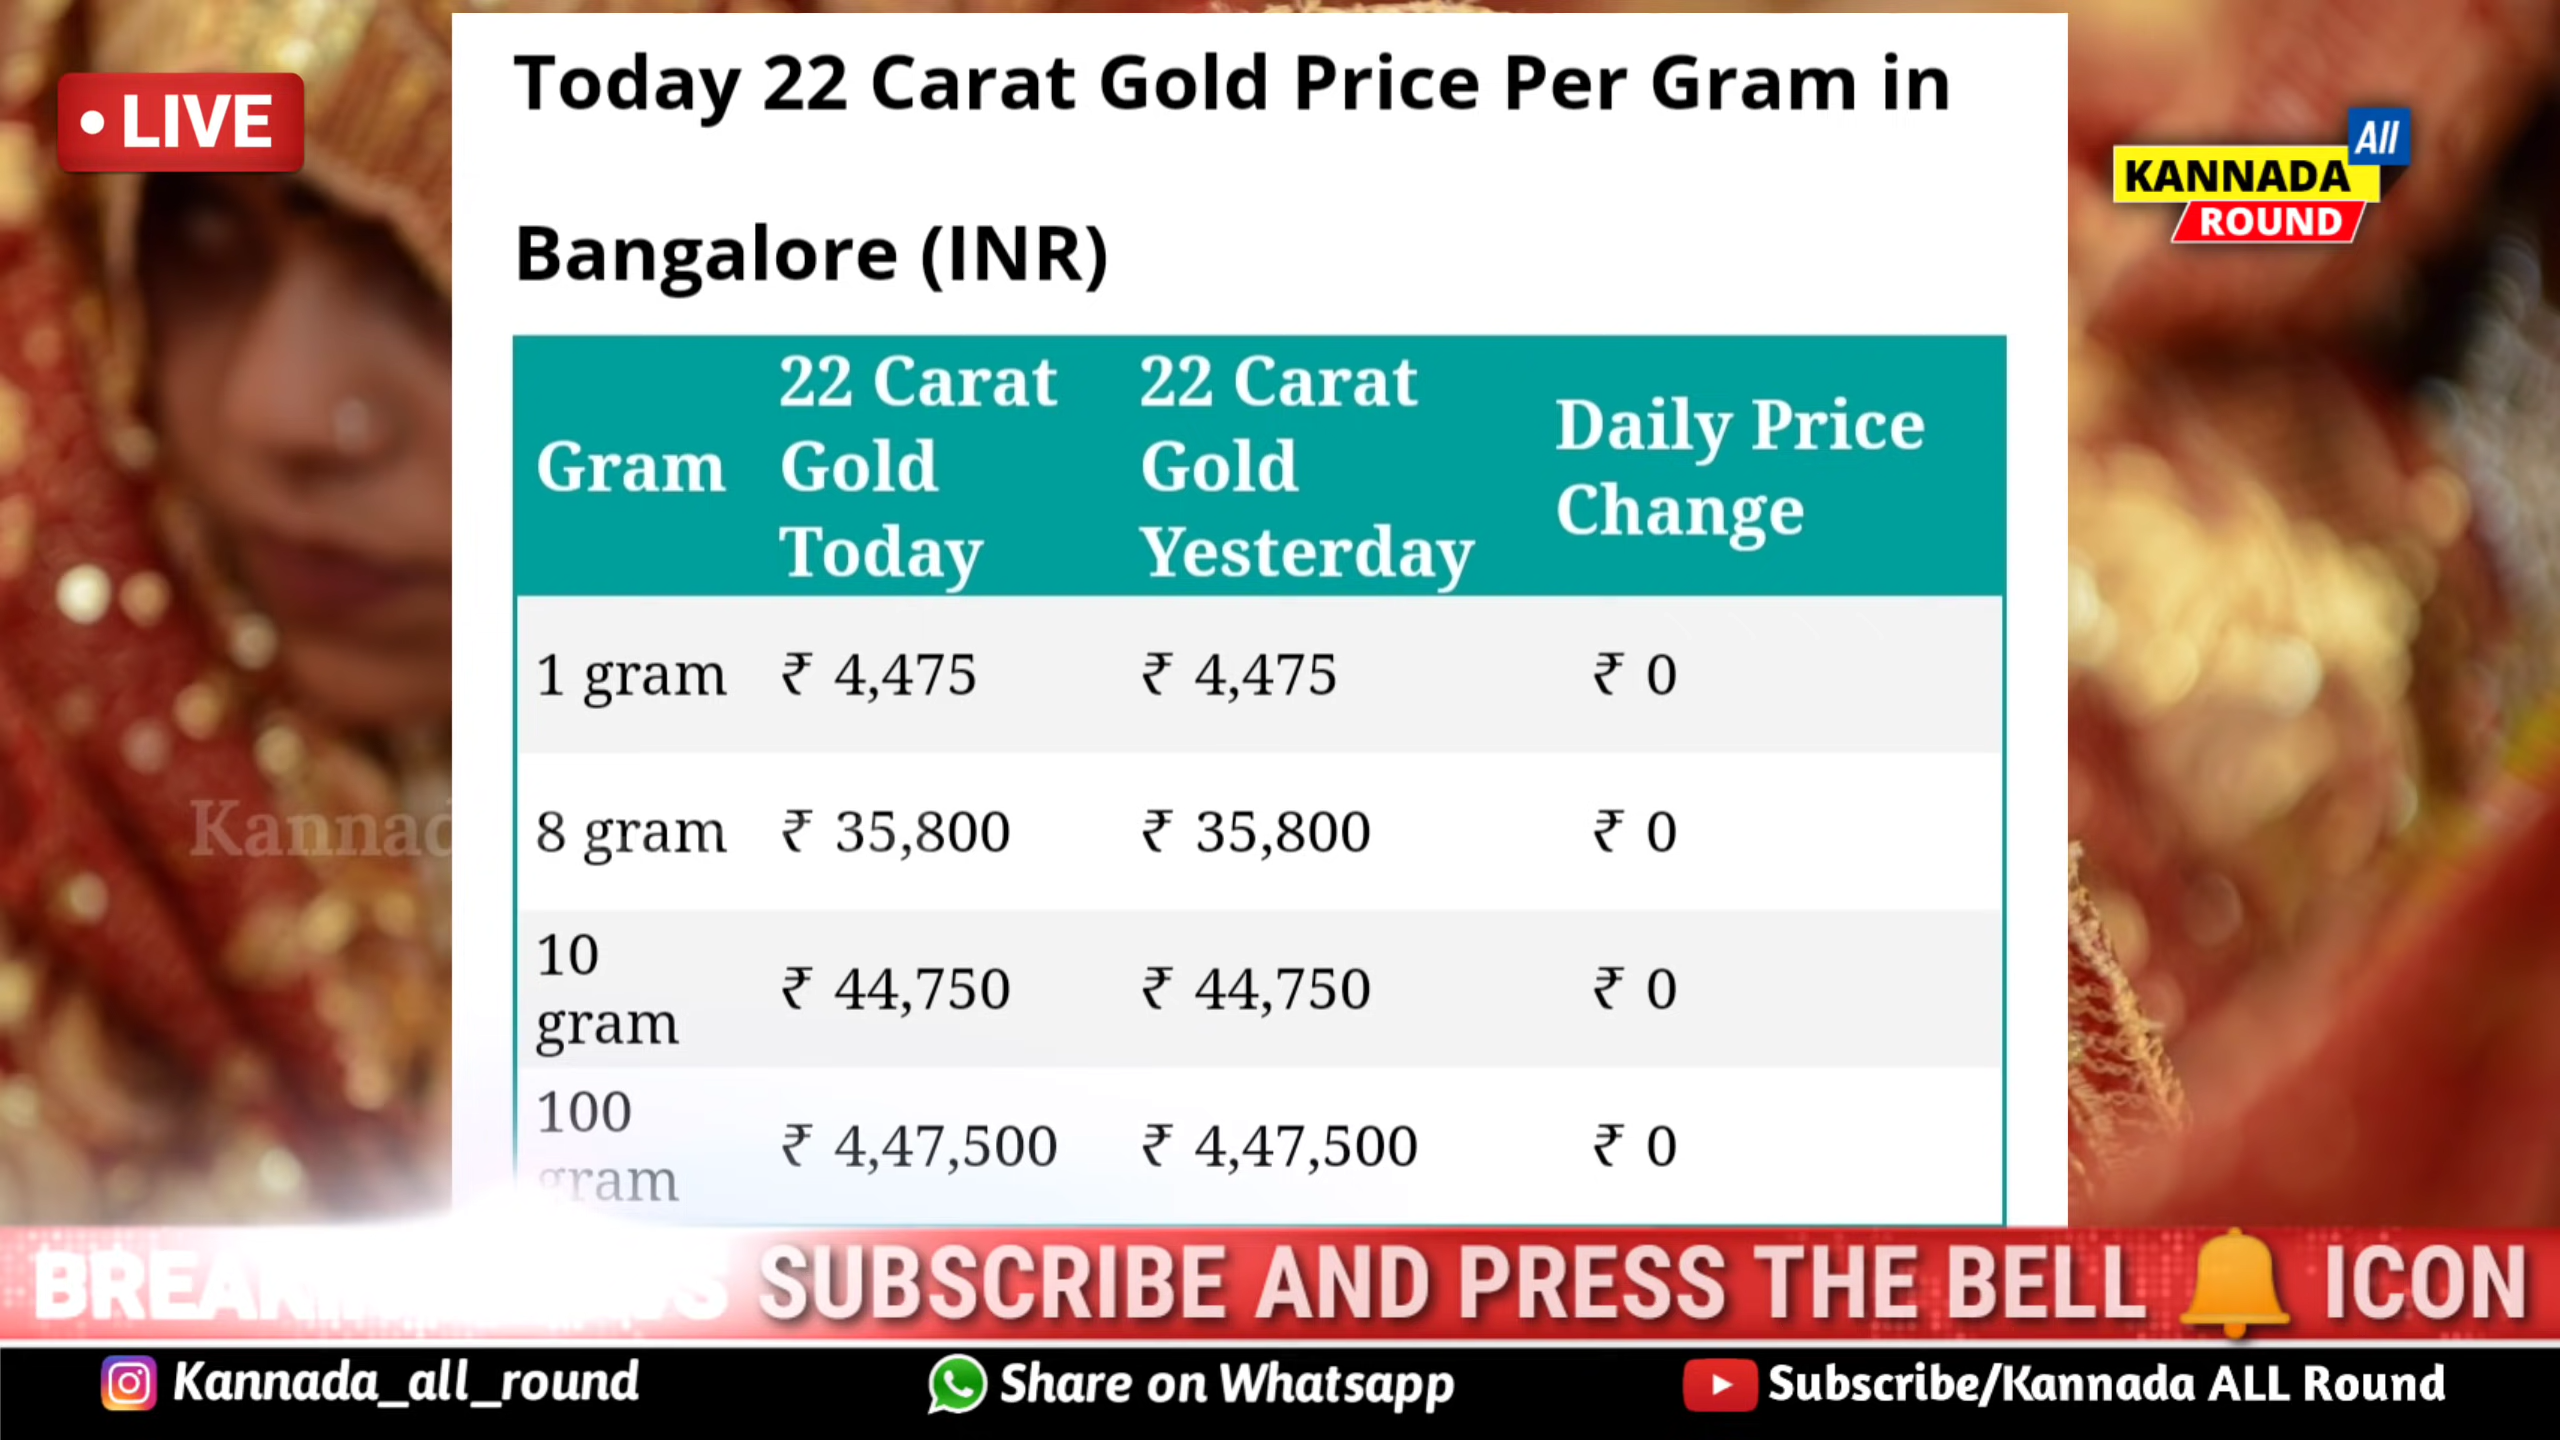 • LIVE
All
KANNADA
ROUND
Today 22 Carat Gold Price Per Gram in
Bangalore (INR)
Gram
22 Carat
Gold
Today
22 Carat
Gold
Yesterday
Daily Price
Change
1 gram ₹ 4,475 ₹ 4,475 ₹ 0
8 gram ₹ 35,800 ₹ 35,800 ₹ 0
10
gram ₹ 44,750 ₹ 44,750 ₹ 0
100
gram ₹ 4,47,500 ₹ 4,47,500 ₹ 0
SUBSCRIBE AND PRESS THE BELL 🔔 ICON
Kannada_all_round
Share on Whatsapp
Subscribe/Kannada ALL Round